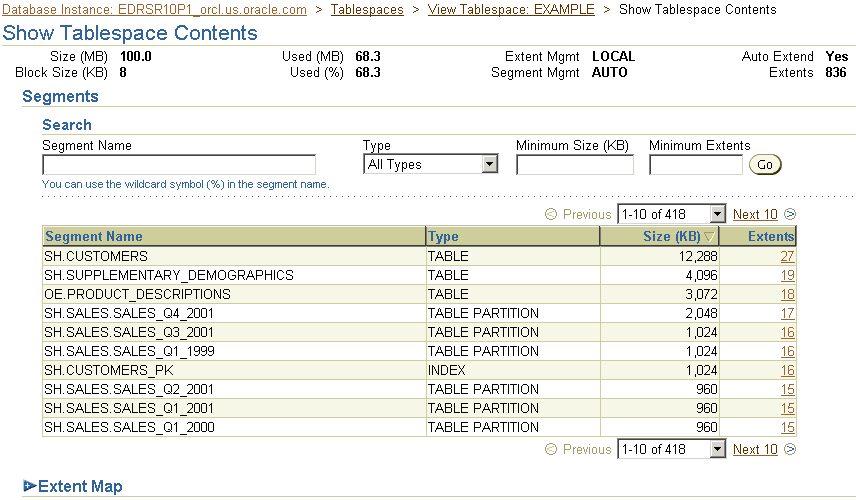 Database Instance: EDRSR10P1_orcl.us.oracle.com > Tablespaces > View Tablespace: EXAMPLE > Show Tablespace Contents
Show Tablespace Contents
Size (MB) 100.0 Used (MB) 68.3 Extent Mgmt LOCAL Auto Extend Yes
Block Size (KB) 8 Used (%) 68.3 Segment Mgmt AUTO Extents 836
Segments
Search
Segment Name Type Minimum Size (KB) Minimum Extents
All Types Go
You can use the wildcard symbol (%) in the segment name.
Previous 1-10 of 418 Next 10
Segment Name Type Size (KB) Extents
SH.CUSTOMERS TABLE 12,288 27
SH.SUPPLEMENTARY_DEMOGRAPHICS TABLE 4,096 19
OE.PRODUCT_DESCRIPTIONS TABLE 3,072 18
SH.SALES.SALES_Q4_2001 TABLE PARTITION 2,048 17
SH.SALES.SALES_Q3_2001 TABLE PARTITION 1,024 16
SH.SALES.SALES_Q1_1999 TABLE PARTITION 1,024 16
SH.CUSTOMERS_PK INDEX 1,024 16
SH.SALES.SALES_Q2_2001 TABLE PARTITION 960 15
SH.SALES.SALES_Q1_2001 TABLE PARTITION 960 15
SH.SALES.SALES_Q1_2000 TABLE PARTITION 960 15
Previous 1-10 of 418 Next 10
Extent Map